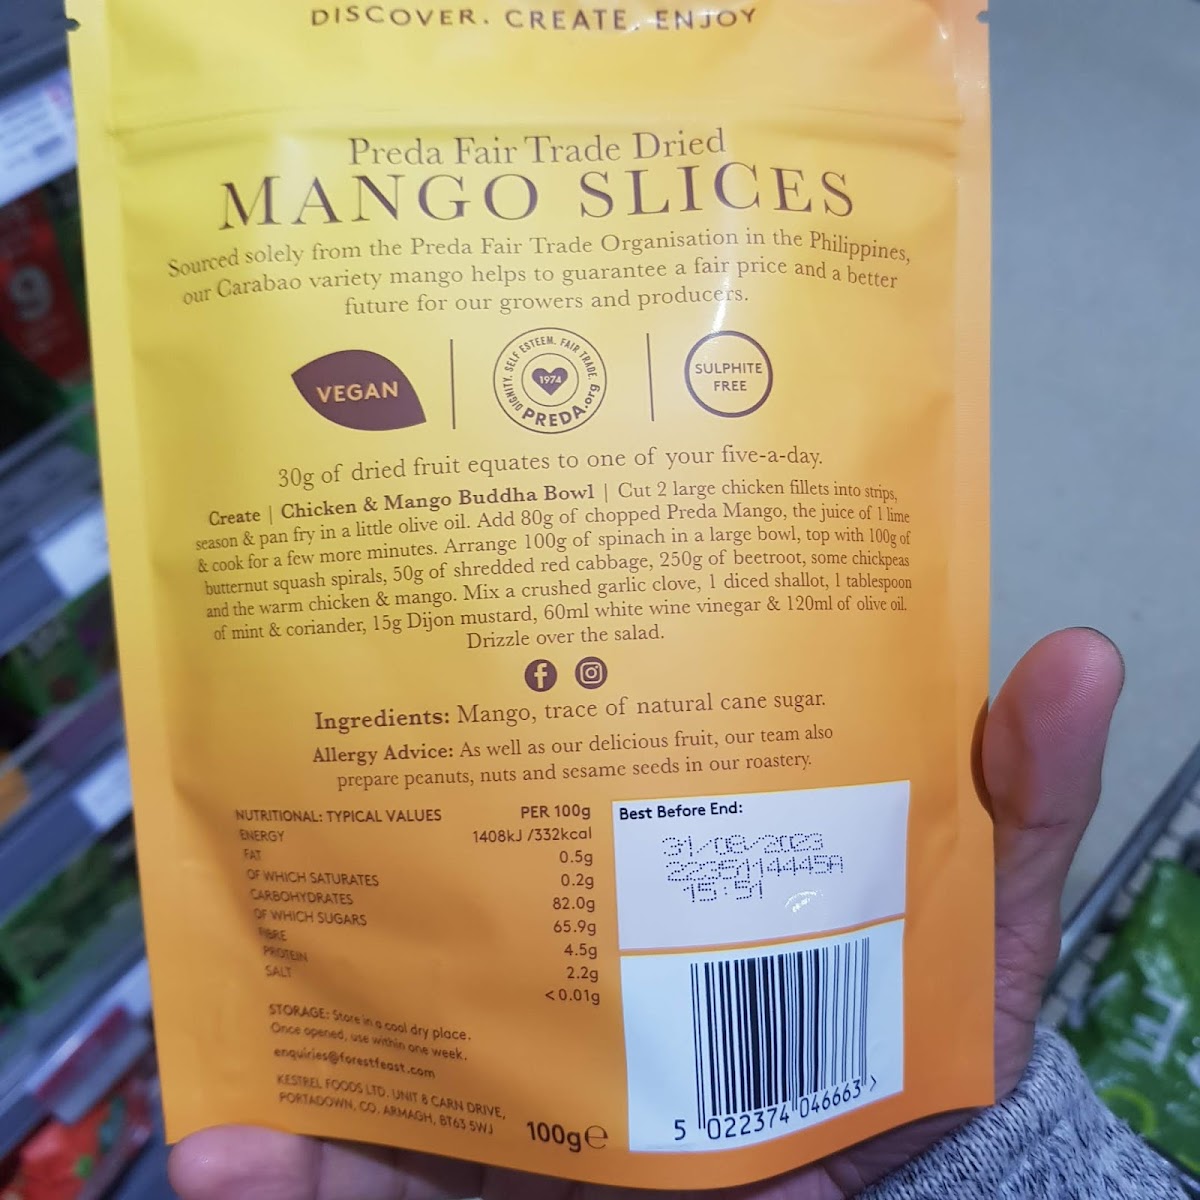 DISCOVER. CREATE. ENJOY
Preda Fair Trade Dried
MANGO SLICES
Sourced solely from the Preda Fair Trade Organisation in the Philippines,
our Carabao variety mango helps to guarantee a fair price and a better
future for our growers and producers.
VEGAN
DIGNITY. SELF ESTEEM. FAIR TRADE.
1974
PREDA.org
SULPHITE
FREE
30g of dried fruit equates to one of your five-a-day.
Create | Chicken & Mango Buddha Bowl | Cut 2 large chicken fillets into strips,
season & pan fry in a little olive oil. Add 80g of chopped Preda Mango, the juice of 1 lime
& cook for a few more minutes. Arrange 100g of spinach in a large bowl, top with 100g of
butternut squash spirals, 50g of shredded red cabbage, 250g of beetroot, some chickpeas
and the warm chicken & mango. Mix a crushed garlic clove, 1 diced shallot, 1 tablespoon
of mint & coriander, 15g Dijon mustard, 60ml white wine vinegar & 120ml of olive oil.
Drizzle over the salad.
Ingredients: Mango, trace of natural cane sugar.
Allergy Advice: As well as our delicious fruit, our team also
prepare peanuts, nuts and sesame seeds in our roastery.
NUTRITIONAL: TYPICAL VALUES PER 100g
ENERGY 1408kJ /332kcal
FAT 0.5g
OF WHICH SATURATES 0.2g
CARBOHYDRATES 82.0g
OF WHICH SUGARS 65.9g
FIBRE 4.5g
PROTEIN 2.2g
SALT <0.01g
Best Before End:
31/08/2023
2235114445A
15:51
STORAGE: Store in a cool dry place.
Once opened, use within one week.
enquiries@forestfeast.com
KESTREL FOODS LTD. UNIT 8 CARN DRIVE,
PORTADOWN, CO. ARMAGH, BT63 5WJ
100g℮
5 022374 046663 >
9